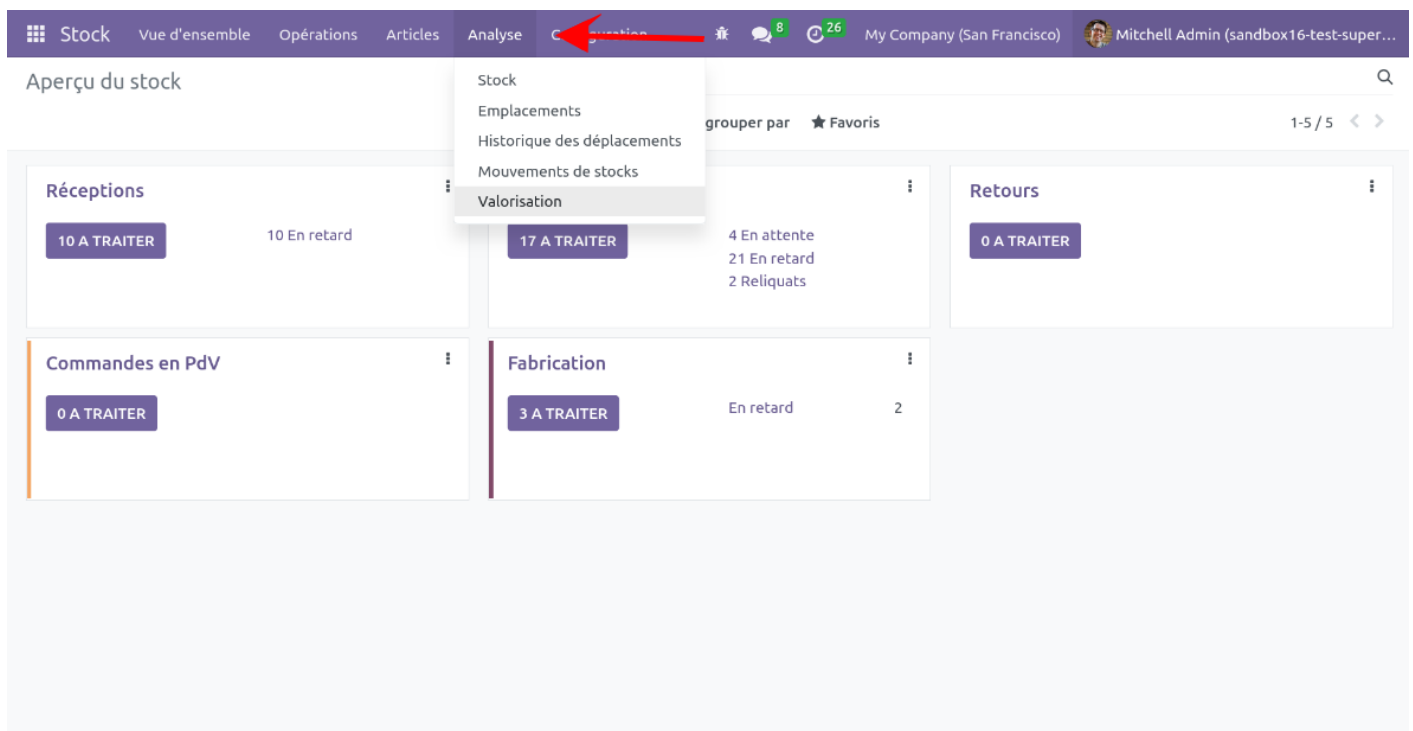 Stock Vue d'ensemble Opérations Articles Analyse 8 26 My Company (San Francisco) Mitchell Admin (sandbox16-test-super...
Aperçu du stock
Stock
Emplacements
Historique des déplacements
Mouvements de stocks
Valorisation
grouper par Favoris
1-5 / 5
Réceptions
10 A TRAITER
10 En retard
17 A TRAITER
4 En attente
21 En retard
2 Reliquats
Retours
0 A TRAITER
Commandes en PdV
0 A TRAITER
Fabrication
3 A TRAITER
En retard 2